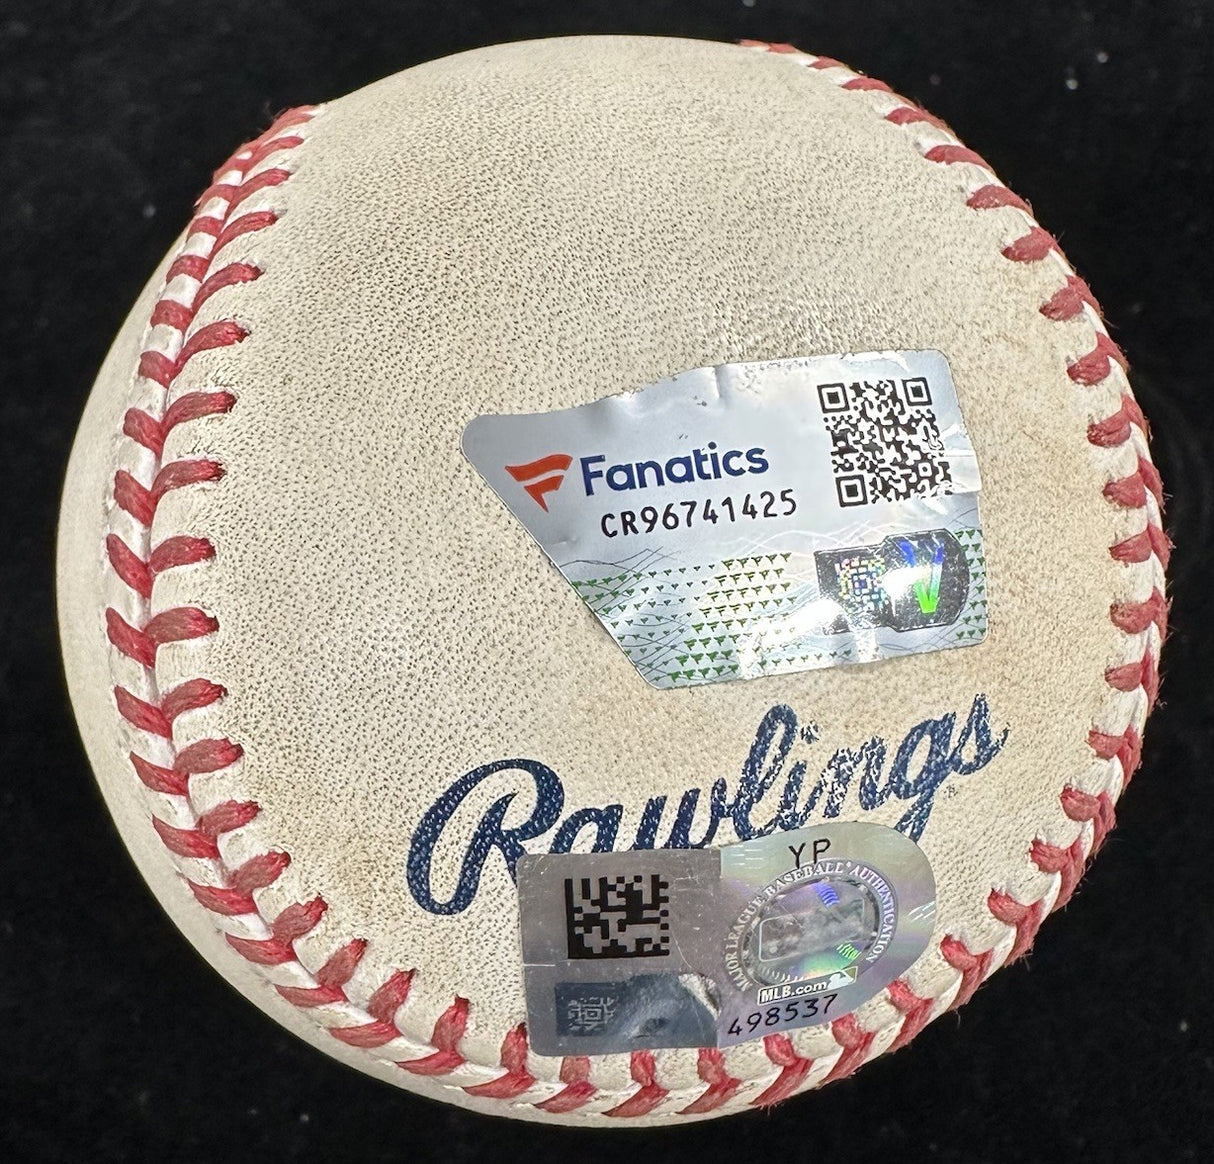 Fanatics
CR96741425
Rawlings
®
YP
MAJOR LEAGUE BASEBALL AUTHENTICATION
MLB.com
498537